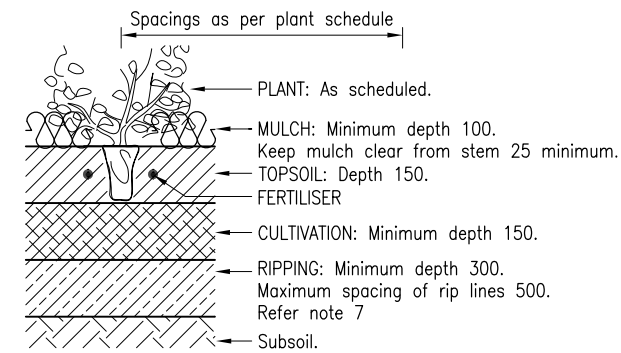 Spacings as per plant schedule
PLANT: As scheduled.
MULCH: Minimum depth 100.
Keep mulch clear from stem 25 minimum.
TOPSOIL: Depth 150.
FERTILISER
CULTIVATION: Minimum depth 150.
RIPPING: Minimum depth 300.
Maximum spacing of rip lines 500.
Refer note 7
Subsoil.